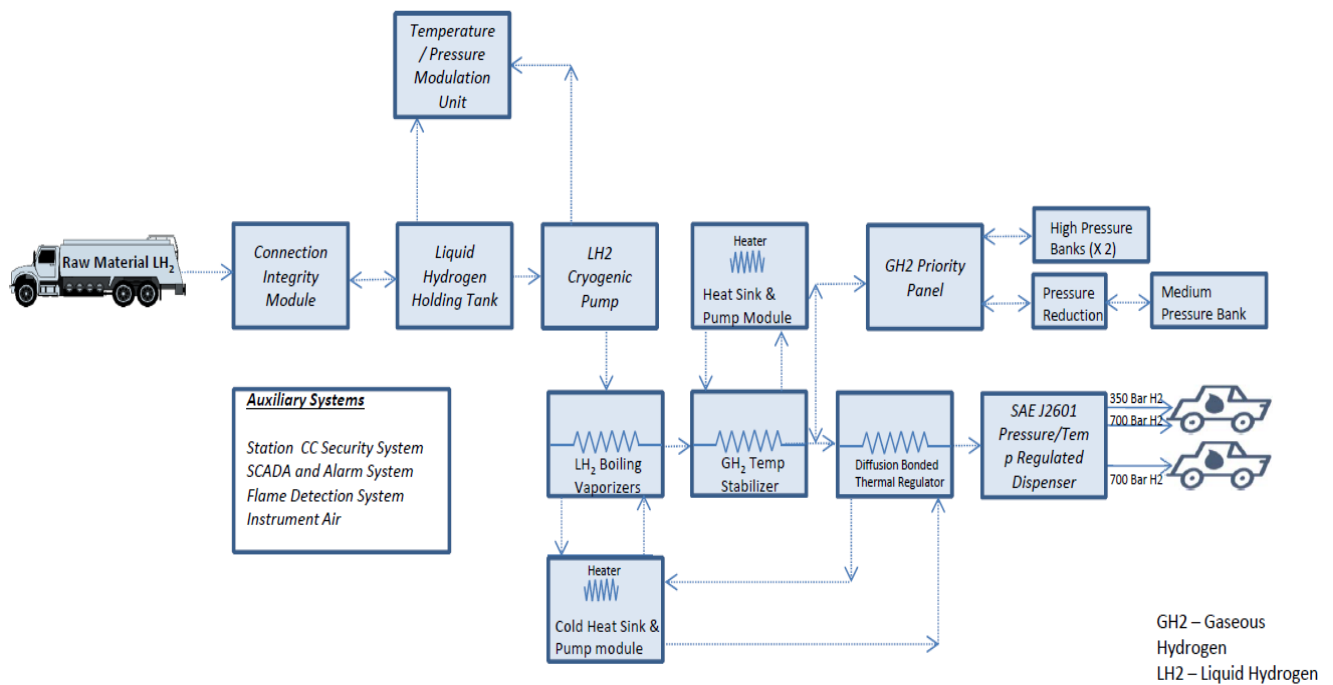 Temperature
/ Pressure
Modulation
Unit
Raw Material LH2
Connection
Integrity
Module
Liquid
Hydrogen
Holding Tank
LH2
Cryogenic
Pump
Heater
Heat Sink &
Pump Module
GH2 Priority
Panel
High Pressure
Banks (X 2)
Pressure
Reduction
Medium
Pressure Bank
Auxiliary Systems
Station CC Security System
SCADA and Alarm System
Flame Detection System
Instrument Air
LH2 Boiling
Vaporizers
GH2 Temp
Stabilizer
Diffusion Bonded
Thermal Regulator
SAE J2601
Pressure/Tem
p Regulated
Dispenser
350 Bar H2
700 Bar H2
700 Bar H2
Heater
Cold Heat Sink &
Pump module
GH2 – Gaseous
Hydrogen
LH2 – Liquid Hydrogen